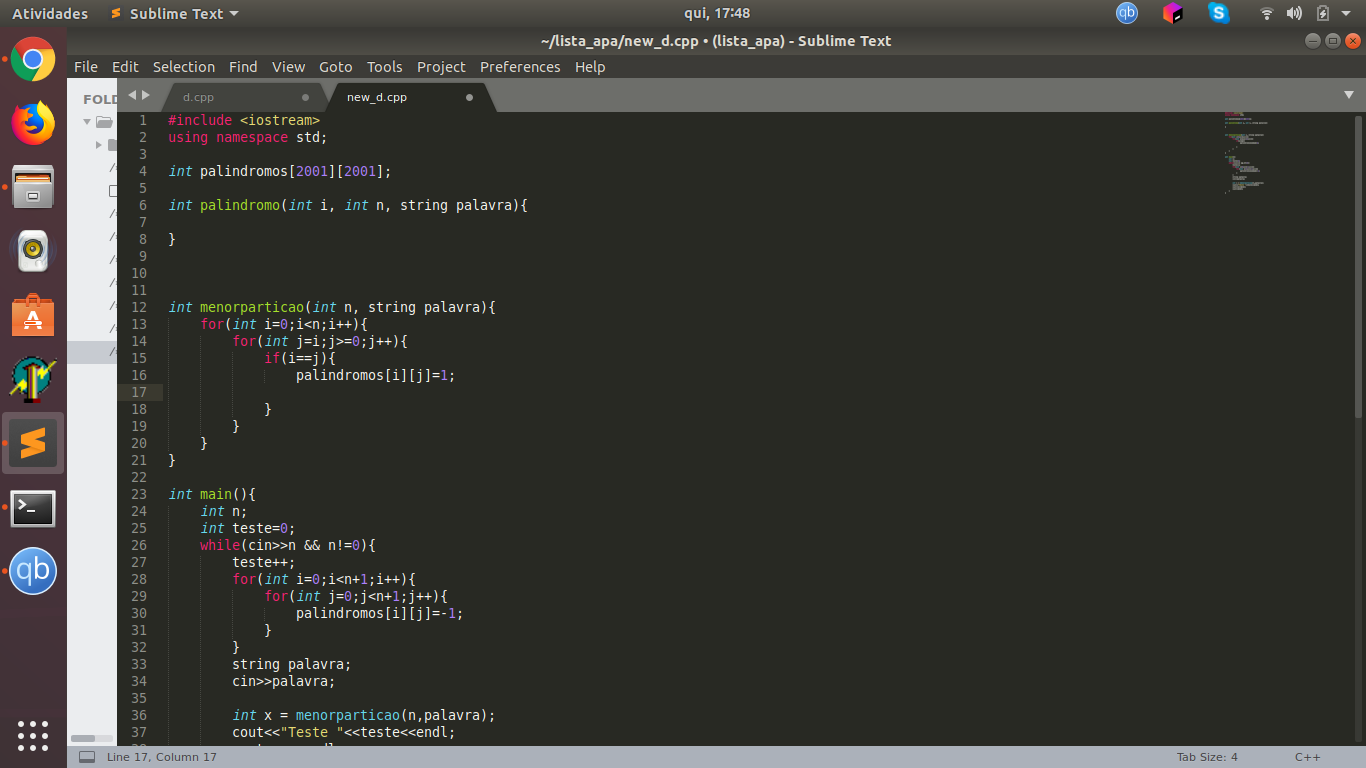 Atividades Sublime Text qui, 17:48 qb
~/lista_apa/new_d.cpp • (lista_apa) - Sublime Text
File Edit Selection Find View Goto Tools Project Preferences Help
FOLD
d.cpp new_d.cpp
1 #include <iostream>
2 using namespace std;
3
4 int palindromos[2001][2001];
5
6 int palindromo(int i, int n, string palavra){
7
8 }
9
10
11
12 int menorparticao(int n, string palavra){
13 for(int i=0;i<n;i++){
14 for(int j=i;j>=0;j++){
15 if(i==j){
16 palindromos[i][j]=1;
17
18 }
19 }
20 }
21 }
22
23 int main(){
24 int n;
25 int teste=0;
26 while(cin>>n && n!=0){
27 teste++;
28 for(int i=0;i<n+1;i++){
29 for(int j=0;j<n+1;j++){
30 palindromos[i][j]=-1;
31 }
32 }
33 string palavra;
34 cin>>palavra;
35
36 int x = menorparticao(n,palavra);
37 cout<<"Teste "<<teste<<endl;
qb
Line 17, Column 17 Tab Size: 4 C++